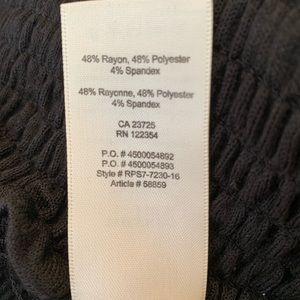 48% Rayon, 48% Polyester
4% Spandex
48% Rayonne, 48% Polyester
4% Spandex
CA 23725
RN 122354
P.O. # 4500054892
P.O. # 4500054893
Style # RPS7-7230-16
Article # 58859